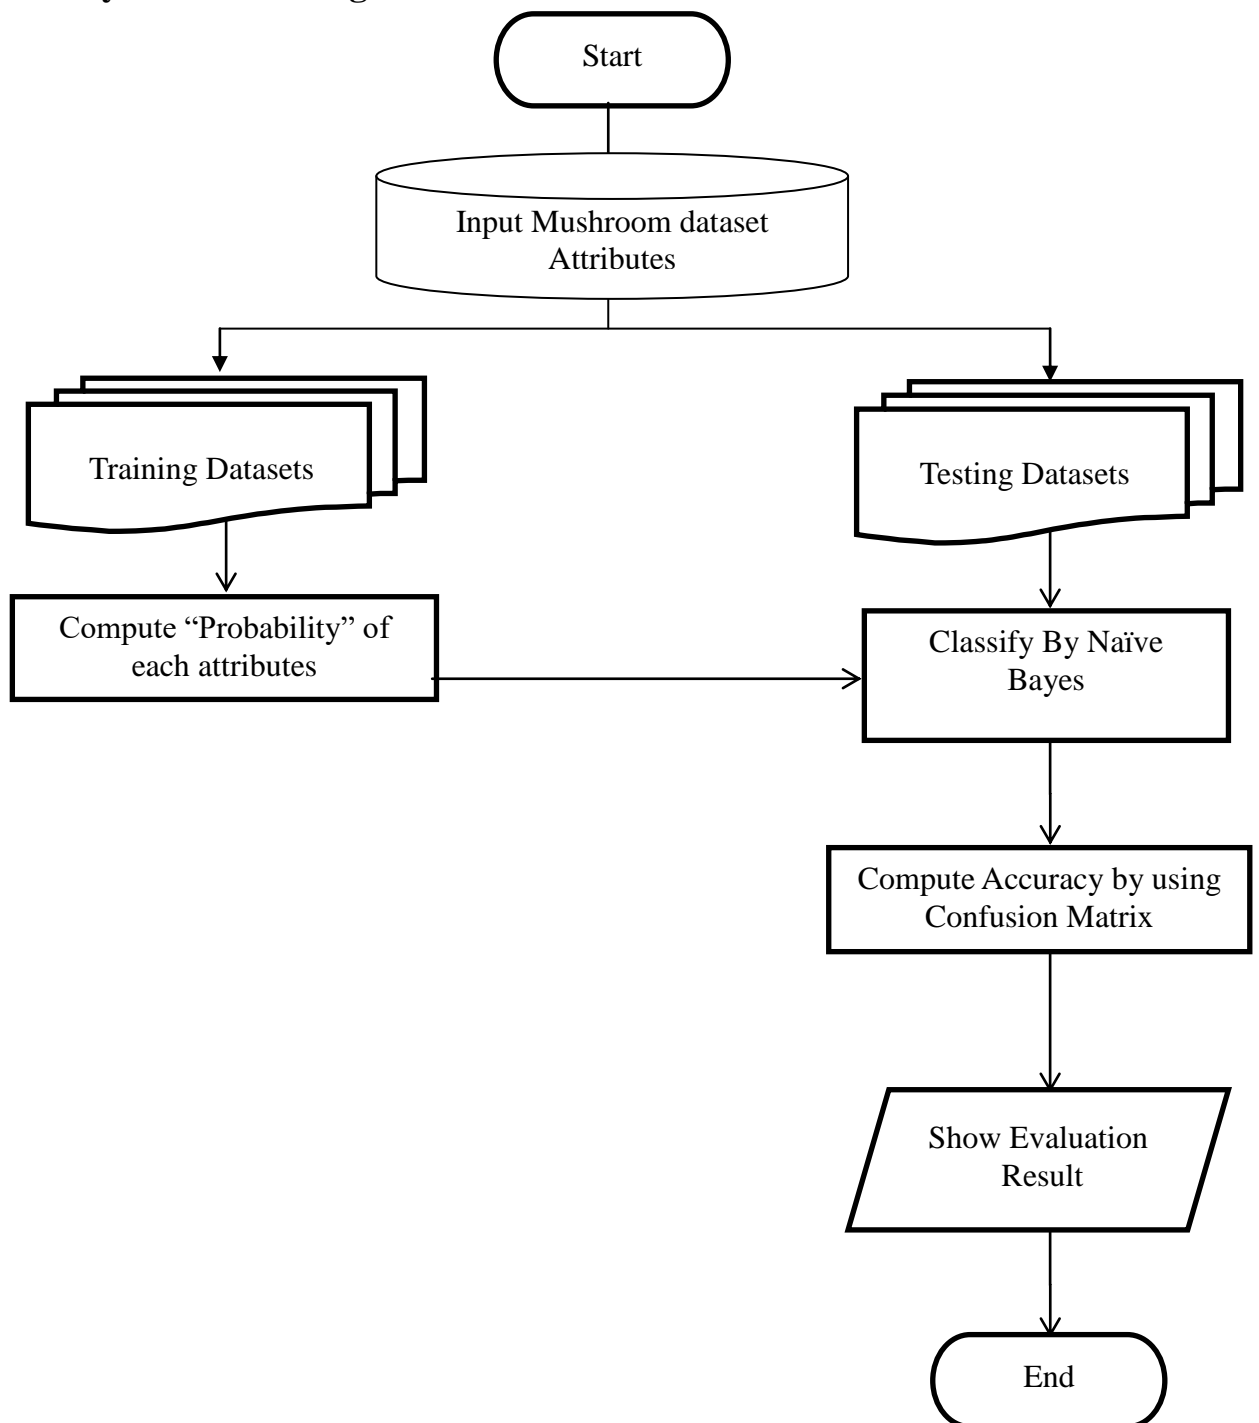 Start
Input Mushroom dataset
Attributes
Training Datasets
Testing Datasets
Compute “Probability” of
each attributes
Classify By Naïve
Bayes
Compute Accuracy by using
Confusion Matrix
Show Evaluation
Result
End